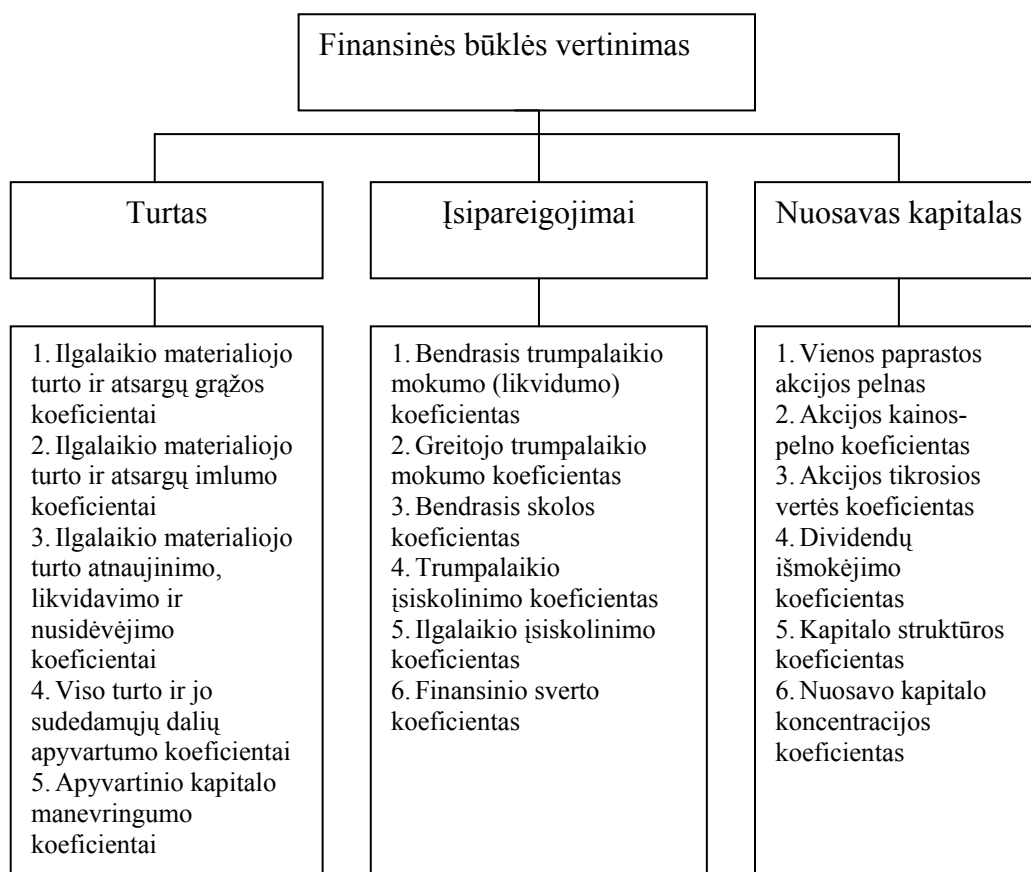 Finansinės būklės vertinimas
Turtas
Įsipareigojimai
Nuosavas kapitalas
1. Ilgalaikio materialiojo
turto ir atsargų grąžos
koeficientai
2. Ilgalaikio materialiojo
turto ir atsargų imlumo
koeficientai
3. Ilgalaikio materialiojo
turto atnaujinimo,
likvidavimo ir
nusidėvėjimo
koeficientai
4. Viso turto ir jo
sudedamųjų dalių
apyvartumo koeficientai
5. Apyvartinio kapitalo
manevringumo
koeficientai
1. Bendrasis trumpalaikio
mokumo (likvidumo)
koeficientas
2. Greitojo trumpalaikio
mokumo koeficientas
3. Bendrasis skolos
koeficientas
4. Trumpalaikio
įsiskolinimo koeficientas
5. Ilgalaikio įsiskolinimo
koeficientas
6. Finansinio sverto
koeficientas
1. Vienos paprastos
akcijos pelnas
2. Akcijos kainos-
pelno koeficientas
3. Akcijos tikrosios
vertės koeficientas
4. Dividendų
išmokėjimo
koeficientas
5. Kapitalo struktūros
koeficientas
6. Nuosavo kapitalo
koncentracijos
koeficientas